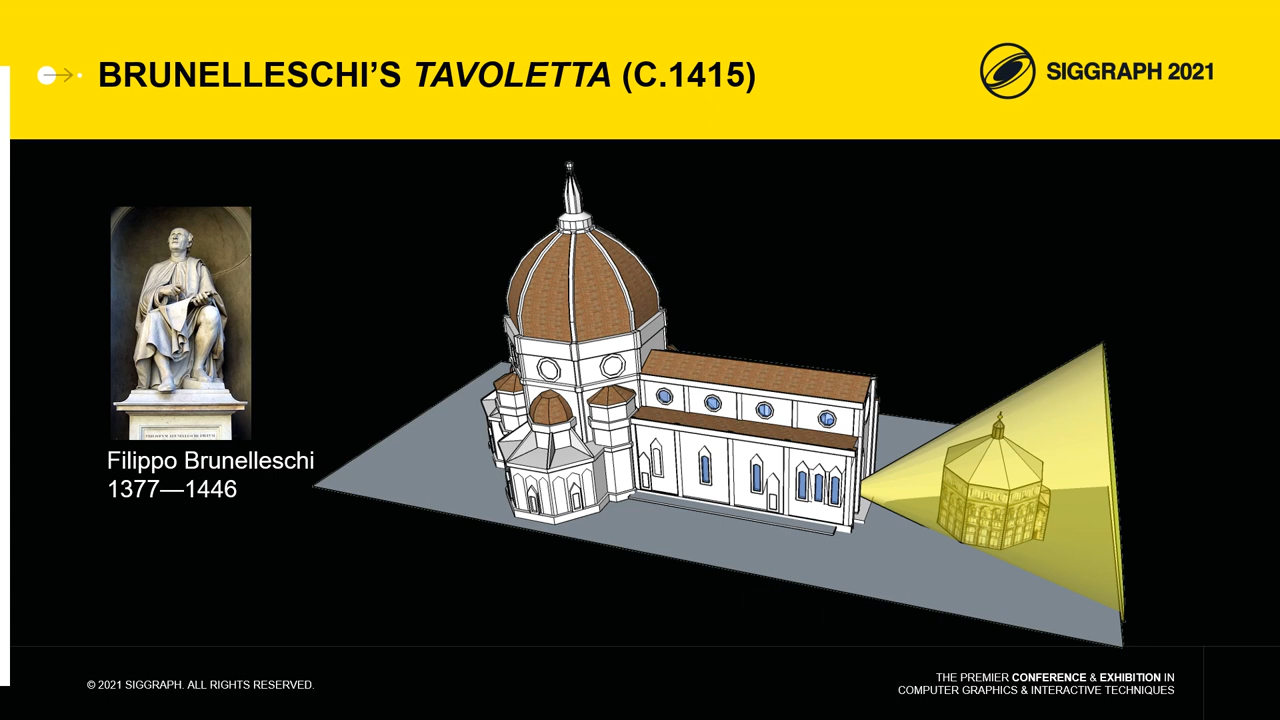 BRUNELLESCHI’S TAVOLETTA (C.1415)
SIGGRAPH 2021
Filippo Brunelleschi
1377—1446
© 2021 SIGGRAPH. ALL RIGHTS RESERVED.
THE PREMIER CONFERENCE & EXHIBITION IN
COMPUTER GRAPHICS & INTERACTIVE TECHNIQUES